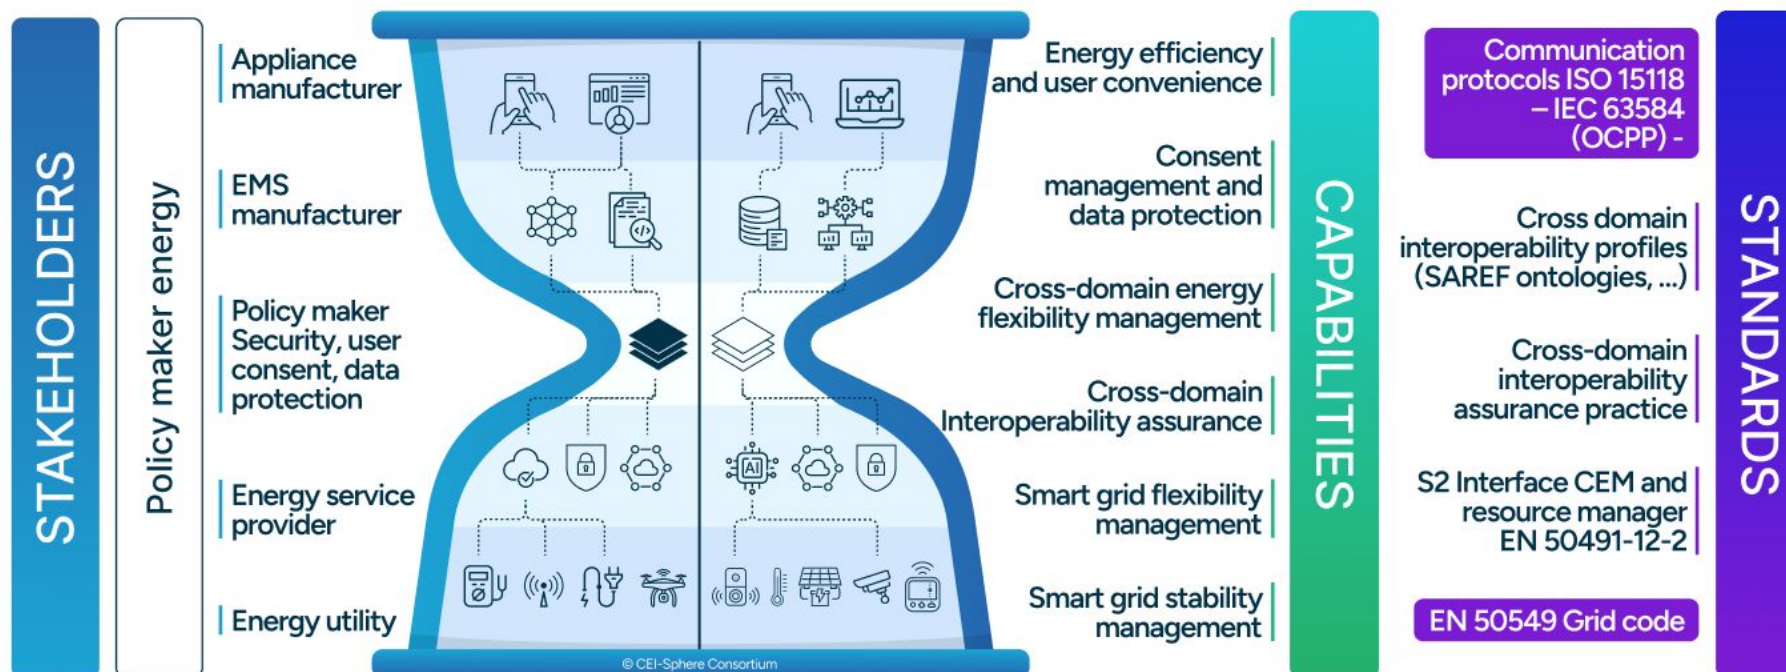 STAKEHOLDERS
Policy maker energy
Appliance
manufacturer
EMS
manufacturer
Policy maker
Security, user
consent, data
protection
Energy service
provider
Energy utility
AI
© CEI-Sphere Consortium
Energy efficiency
and user convenience
Consent
management and
data protection
Cross-domain energy
flexibility management
Cross-domain
Interoperability assurance
Smart grid flexibility
management
Smart grid stability
management
CAPABILITIES
Communication
protocols ISO 15118
– IEC 63584
(OCPP) -
Cross domain
interoperability profiles
(SAREF ontologies, ...)
Cross-domain
interoperability
assurance practice
S2 Interface CEM and
resource manager
EN 50491-12-2
EN 50549 Grid code
STANDARDS